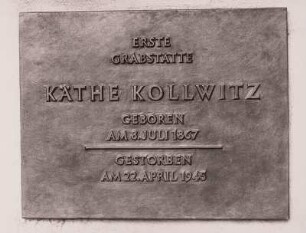 ERSTE
GRABSTÄTTE
KÄTHE KOLLWITZ
GEBOREN
AM 8. JULI 1867
GESTORBEN
AM 22. APRIL 1945